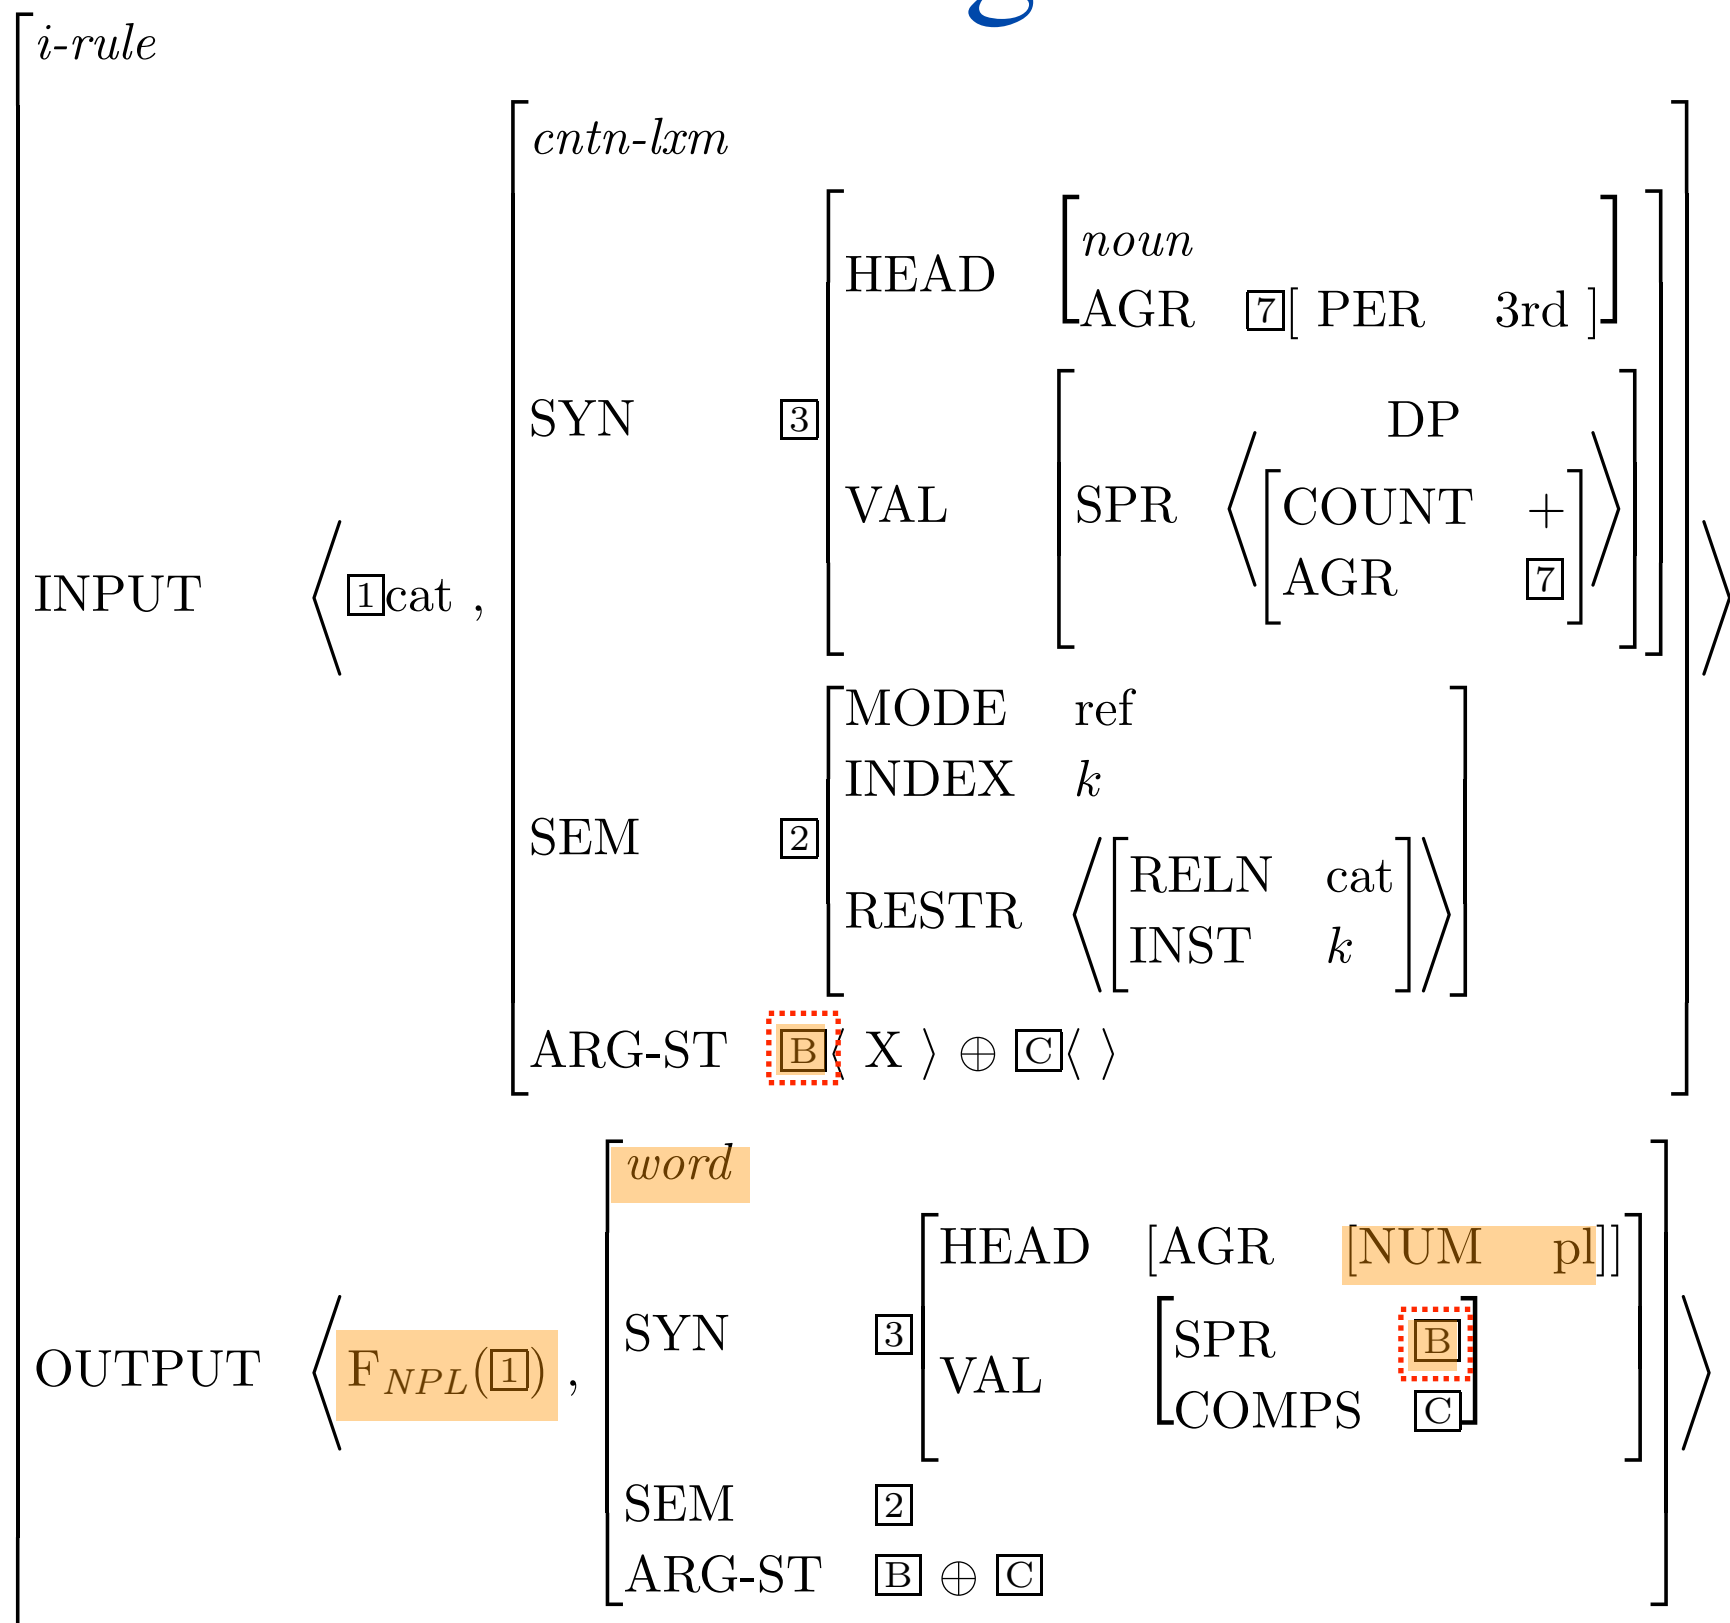 g
i-rule
cntn-lxm
noun
HEAD
AGR 7[ PER 3rd ]
SYN 3
DP
VAL SPR ⟨ COUNT + ⟩
AGR 7
INPUT ⟨ 1cat , ⟩
MODE ref
INDEX k
SEM 2
RELN cat
RESTR ⟨ ⟩
INST k
ARG-ST B⟨ X ⟩ ⊕ C⟨ ⟩
word
HEAD [AGR [NUM pl]]
SYN 3
SPR B
VAL
COMPS C
OUTPUT ⟨ F_NPL(1) , ⟩
SEM 2
ARG-ST B ⊕ C